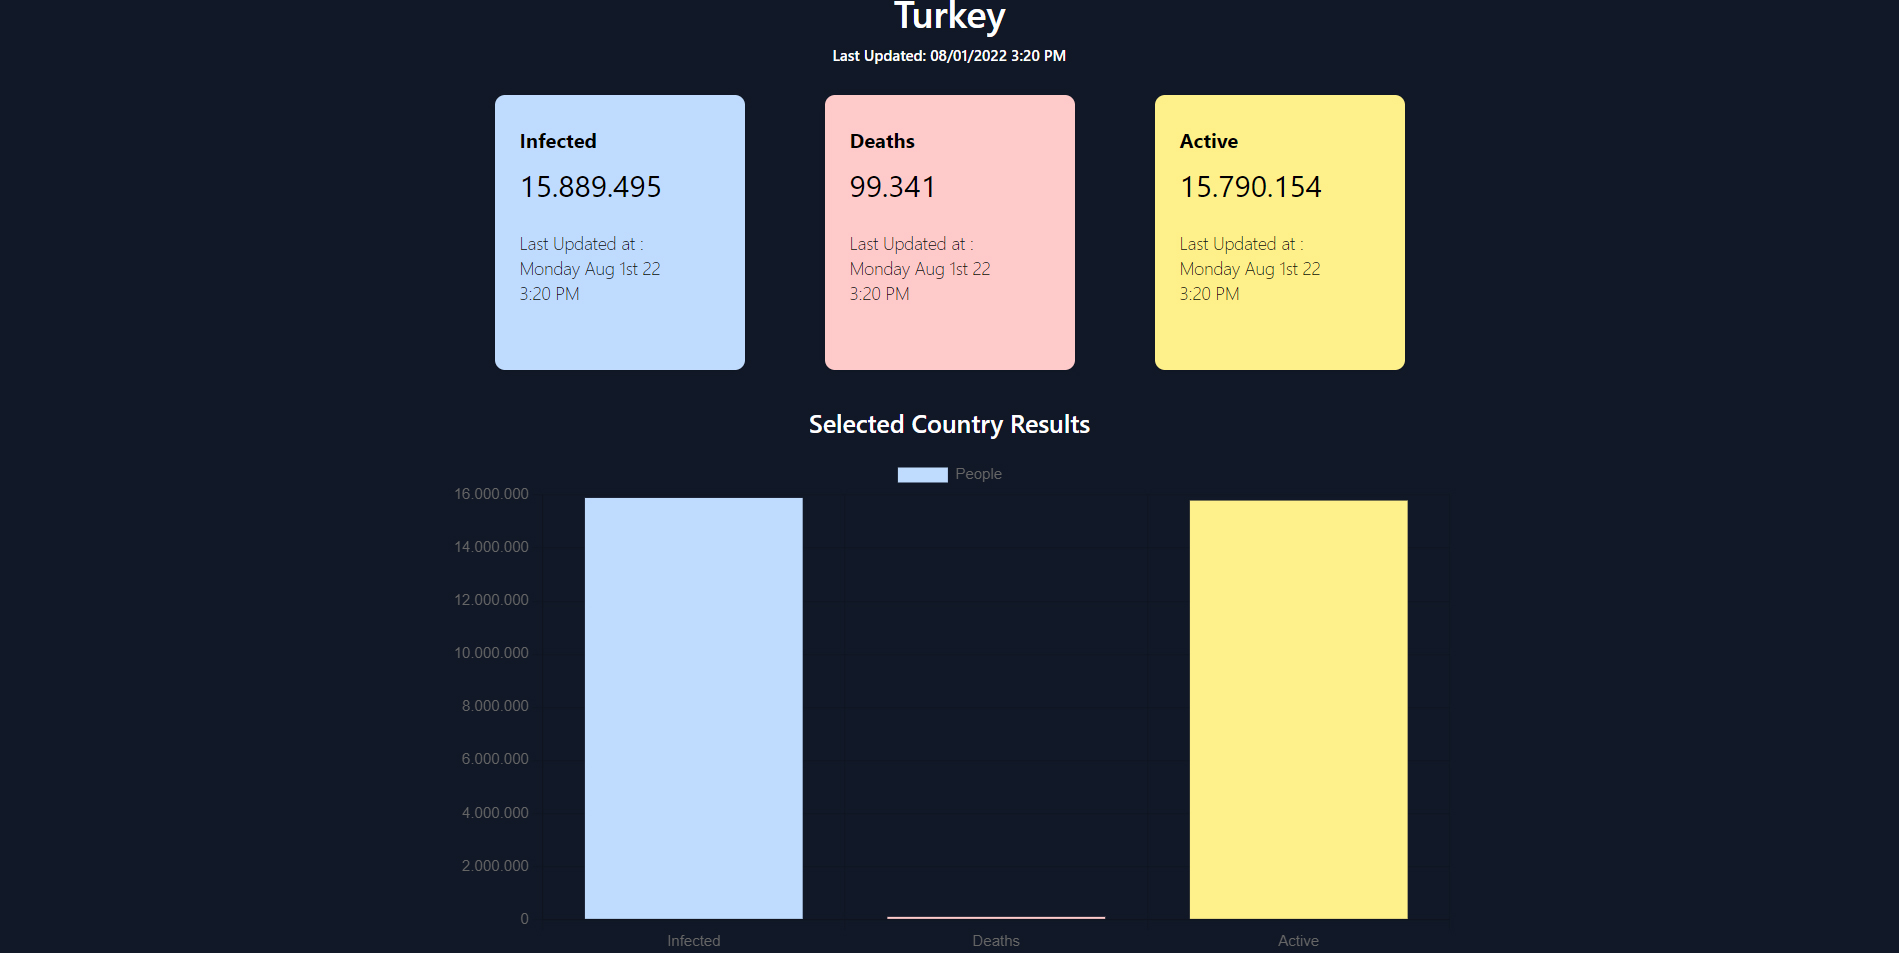 Turkey
Last Updated: 08/01/2022 3:20 PM
Infected
15.889.495
Last Updated at :
Monday Aug 1st 22
3:20 PM
Deaths
99.341
Last Updated at :
Monday Aug 1st 22
3:20 PM
Active
15.790.154
Last Updated at :
Monday Aug 1st 22
3:20 PM
Selected Country Results
People
16.000.000
14.000.000
12.000.000
10.000.000
8.000.000
6.000.000
4.000.000
2.000.000
0
Infected
Deaths
Active